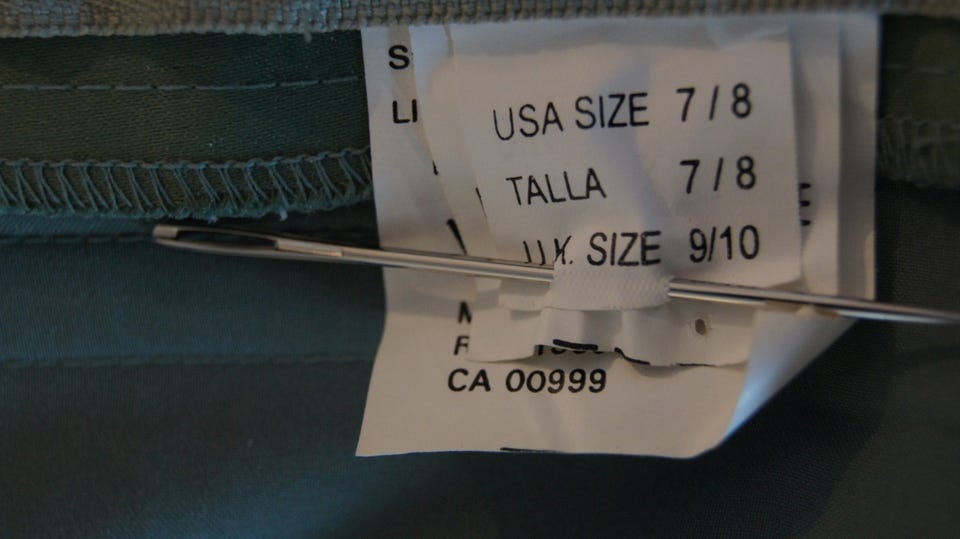 USA SIZE 7/8
TALLA 7/8
U.K. SIZE 9/10
CA 00999